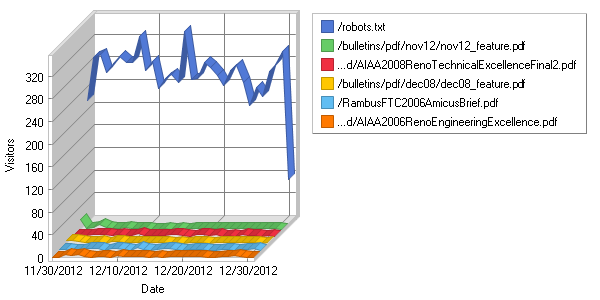 /robots.txt
/bulletins/pdf/nov12/nov12_feature.pdf
...d/AIAA2008RenoTechnicalExcellenceFinal2.pdf
/bulletins/pdf/dec08/dec08_feature.pdf
/RambusFTC2006AmicusBrief.pdf
...d/AIAA2006RenoEngineeringExcellence.pdf
Visitors
320
280
240
200
160
120
80
40
0
11/30/2012 12/10/2012 12/20/2012 12/30/2012
Date